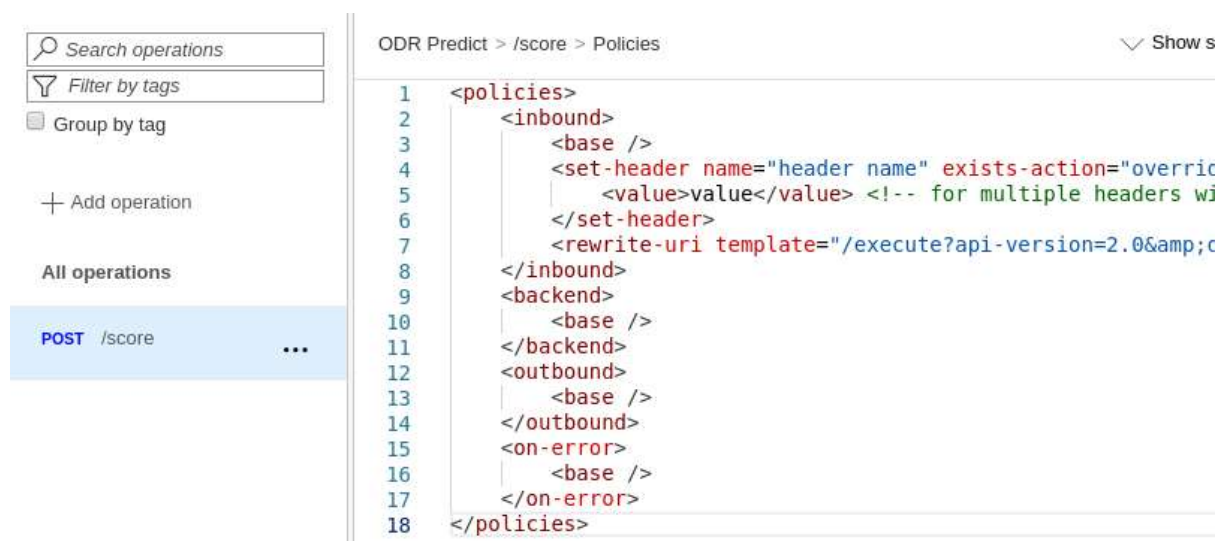 Search operations
Filter by tags
Group by tag
Add operation
All operations
POST /score
ODR Predict > /score > Policies
Show s
1 <policies>
2 <inbound>
3 <base />
4 <set-header name="header name" exists-action="overrid
5 <value>value</value> <!-- for multiple headers wi
6 </set-header>
7 <rewrite-uri template="/execute?api-version=2.0&amp;d
8 </inbound>
9 <backend>
10 <base />
11 </backend>
12 <outbound>
13 <base />
14 </outbound>
15 <on-error>
16 <base />
17 </on-error>
18 </policies>